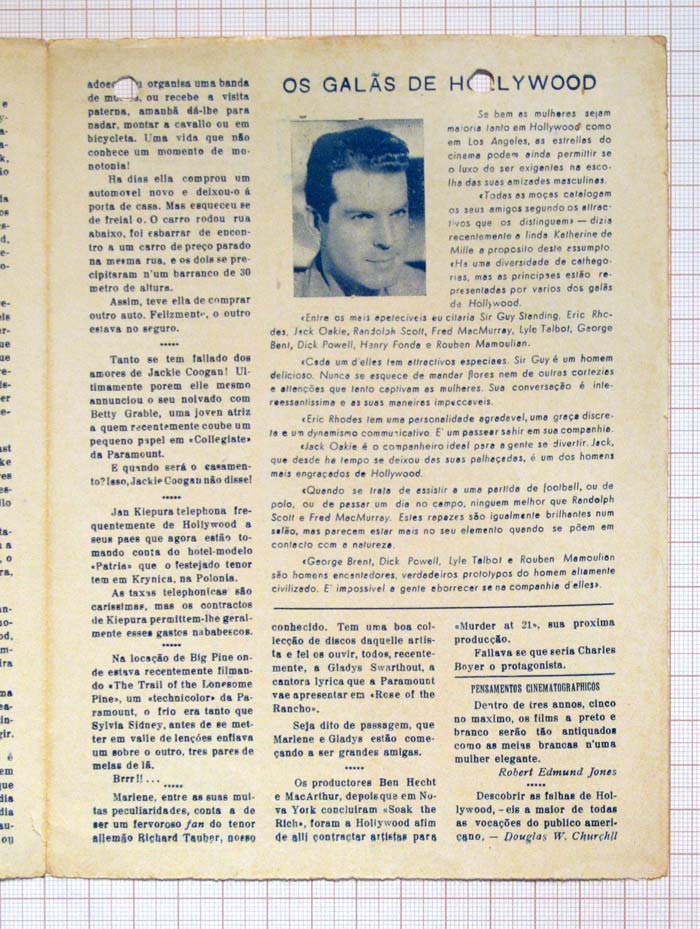 organisa uma banda
de ou recebe a visita
paterna, amanhã dá-lhe para
nadar, montar a cavallo ou em
bicycleta. Uma vida que não
conhece um momento de mo-
notonia!
Ha dias ella comprou um
automovel novo e deixou-o á
porta de casa. Mas esqueceu se
de freial o. O carro rodou rua
abaixo, foi esbarrar de encon-
tro a um carro de preço parado
na mesma rua, e os dois se pre-
cipitaram n'um barranco de 30
metro de altura.
Assim, teve ella de comprar
outro auto. Felizmente, o outro
estava no seguro.
•••••
Tanto se tem fallado dos
amores de Jackie Coogan! Ul-
timamente porem elle mesmo
annunciou o seu noivado com
Betty Grable, uma joven atriz
a quem recentemente coube um
pequeno papel em «Collegiate»
da Paramount.
E quando será o casamen-
to? Isso, Jackie Coogan não disse!
•••••
Jan Kiepura telephona fre-
quentemente de Hollywood a
seus paes que agora estão to-
mando conta do hotel-modelo
«Patria» que o festejado tenor
tem em Krynica, na Polonia.
As taxas telephonicas são
carissimas, mas os contractos
de Kiepura permittem-lhe geral-
mente esses gastos nababescos.
•••••
Na locação de Big Pine on-
de estava recentemente filman-
do «The Trail of the Lonesome
Pine», um «technicolor» da Pa-
ramount, o frio era tanto que
Sylvia Sidney, antes de se met-
ter em valle de lenções enfiava
um sobre o outro, tres pares de
meias de lã.
Brrr!!...
•••••
Marlene, entre as suas mui-
tas peculiaridades, conta a de
ser um fervoroso fan do tenor
allemão Richard Tauber, nosso
OS GALÃS DE HOLLYWOOD
Se bem as mulheres sejam
maioria tanto em Hollywood como
em Los Angeles, as estrellas do
cinema podem ainda permittir se
o luxo de ser exigentes na esco-
lha das suas amizades masculinas.
«Todas as moças catalogam
os seus amigos segundo os attrac-
tivos que os distinguem» — dizia
recentemente a linda Katherine de
Mille a proposito deste assumpto.
«Ha uma diversidade de cathego-
rias, mas as principaes estão re-
presentadas por varios dos galãs
de Hollywood.
«Entre os mais apeteciveis eu citaria Sir Guy Standing, Eric Rho-
des, Jack Oakie, Randolph Scott, Fred MacMurray, Lyle Talbot, George
Bent, Dick Powell, Henry Fonda e Rouben Mamoulian.
«Cada um d'elles tem attractivos especiaes. Sir Guy é um homem
delicioso. Nunca se esquece de mandar flores nem de outras cortezias
e attenções que tanto captivam as mulheres. Sua conversação é inte-
ressantissima e as suas maneiras impeccaveis.
«Eric Rhodes tem uma personalidade agradavel, uma graça discre-
ta e um dynamismo communicativo. E' um passear sahir em sua companhia.
«Jack Oakie é o companheiro ideal para a gente se divertir. Jack,
que desde ha tempo se deixou das suas palhaçadas, é um dos homens
mais engraçados de Hollywood.
«Quando se trata de assistir a uma partida de football, ou de
polo, ou de passar um dia no campo, ninguem melhor que Randolph
Scott e Fred MacMurray. Estes rapazes são igualmente brilhantes num
salão, mas parecem estar mais no seu elemento quando se põem em
contacto com a natureza.
«George Brent, Dick Powell, Lyle Talbot e Rouben Mamoulian
são homens encantadores, verdadeiros prototypos do homem altamente
civilizado. E' impossivel a gente aborrecer se na companhia d'elles».
conhecido. Tem uma boa col-
lecção de discos daquelle artis-
ta e fel os ouvir, todos, recente-
mente, a Gladys Swarthout, a
cantora lyrica que a Paramount
vae apresentar em «Rose of the
Rancho».
Seja dito de passagem, que
Marlene e Gladys estão come-
çando a ser grandes amigas.
•••••
Os productores Ben Hecht
e MacArthur, depois que em No-
va York concluiram «Soak the
Rich», foram a Hollywood afim
de alli contractar artistas para
«Murder at 21», sua proxima
producção.
Fallava se que seria Charles
Boyer o protagonista.
PENSAMENTOS CINEMATOGRAPHICOS
Dentro de tres annos, cinco
no maximo, os films a preto e
branco serão tão antiquados
como as meias brancas n'uma
mulher elegante.
Robert Edmund Jones
•••••
Descobrir as falhas de Hol-
lywood, - eis a maior de todas
as vocações do publico ameri-
cano, — Douglas W. Churchil